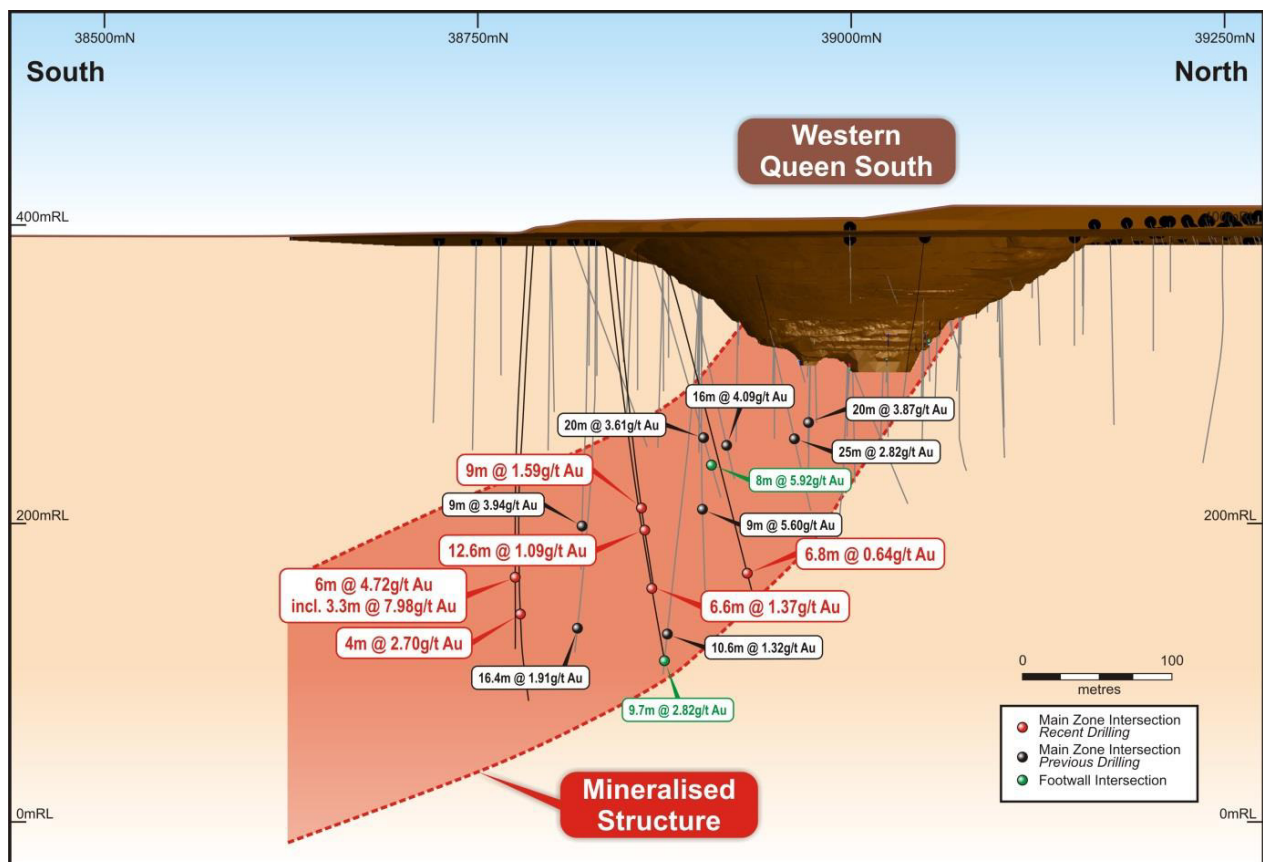 38500mN
38750mN
39000mN
39250mN
South
North
Western
Queen South
400mRL
16m @ 4.09g/t Au
20m @ 3.87g/t Au
20m @ 3.61g/t Au
25m @ 2.82g/t Au
9m @ 1.59g/t Au
8m @ 5.92g/t Au
9m @ 3.94g/t Au
200mRL
200mRL
9m @ 5.60g/t Au
12.6m @ 1.09g/t Au
6.8m @ 0.64g/t Au
6m @ 4.72g/t Au
incl. 3.3m @ 7.98g/t Au
6.6m @ 1.37g/t Au
4m @ 2.70g/t Au
10.6m @ 1.32g/t Au
16.4m @ 1.91g/t Au
9.7m @ 2.82g/t Au
0
100
metres
Main Zone Intersection
Recent Drilling
Main Zone Intersection
Previous Drilling
Footwall Intersection
Mineralised
Structure
0mRL
0mRL